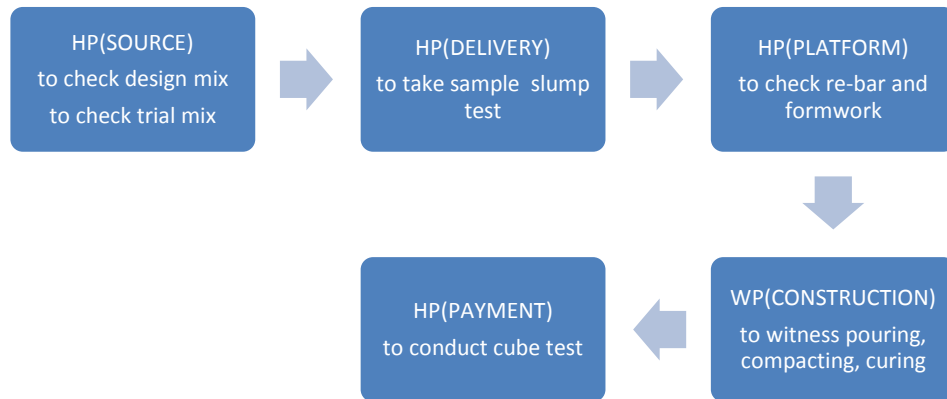 HP(SOURCE)
to check design mix
to check trial mix
HP(DELIVERY)
to take sample slump
test
HP(PLATFORM)
to check re-bar and
formwork
WP(CONSTRUCTION)
to witness pouring,
compacting, curing
HP(PAYMENT)
to conduct cube test